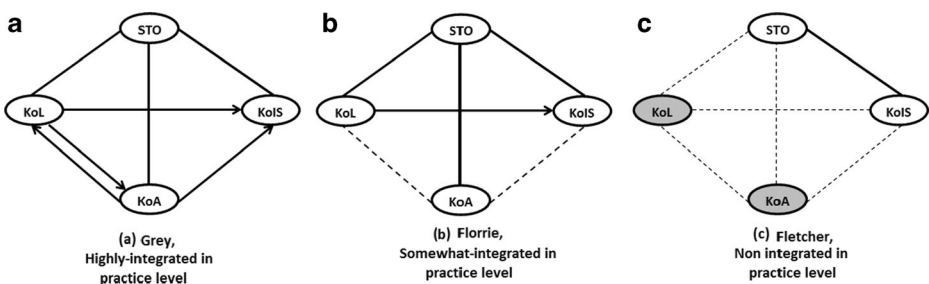 a
STO
KoL
KoIS
KoA
(a) Grey,
Highly-integrated in
practice level
b
STO
KoL
KoIS
KoA
(b) Florrie,
Somewhat-integrated in
practice level
c
STO
KoL
KoIS
KoA
(c) Fletcher,
Non integrated in
practice level